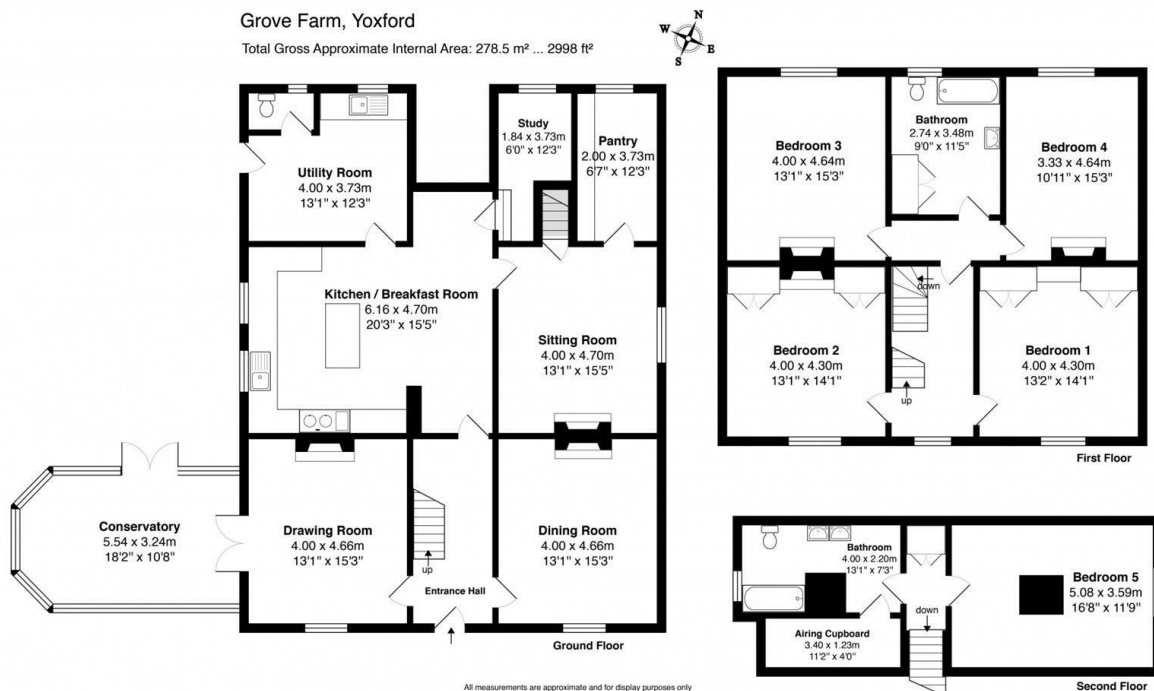 Grove Farm, Yoxford
Total Gross Approximate Internal Area: 278.5 m² ... 2998 ft²
N
W
E
S
Study
1.84 x 3.73m
6'0" x 12'3"
Pantry
2.00 x 3.73m
6'7" x 12'3"
Utility Room
4.00 x 3.73m
13'1" x 12'3"
Kitchen / Breakfast Room
6.16 x 4.70m
20'3" x 15'5"
Sitting Room
4.00 x 4.70m
13'1" x 15'5"
Conservatory
5.54 x 3.24m
18'2" x 10'8"
Drawing Room
4.00 x 4.66m
13'1" x 15'3"
up
Entrance Hall
Dining Room
4.00 x 4.66m
13'1" x 15'3"
Ground Floor
Bedroom 3
4.00 x 4.64m
13'1" x 15'3"
Bathroom
2.74 x 3.48m
9'0" x 11'5"
Bedroom 4
3.33 x 4.64m
10'11" x 15'3"
down
Bedroom 2
4.00 x 4.30m
13'1" x 14'1"
up
Bedroom 1
4.00 x 4.30m
13'2" x 14'1"
First Floor
Bathroom
4.00 x 2.20m
13'1" x 7'3"
Airing Cupboard
3.40 x 1.23m
11'2" x 4'0"
down
Bedroom 5
5.08 x 3.59m
16'8" x 11'9"
Second Floor
All measurements are approximate and for display purposes only